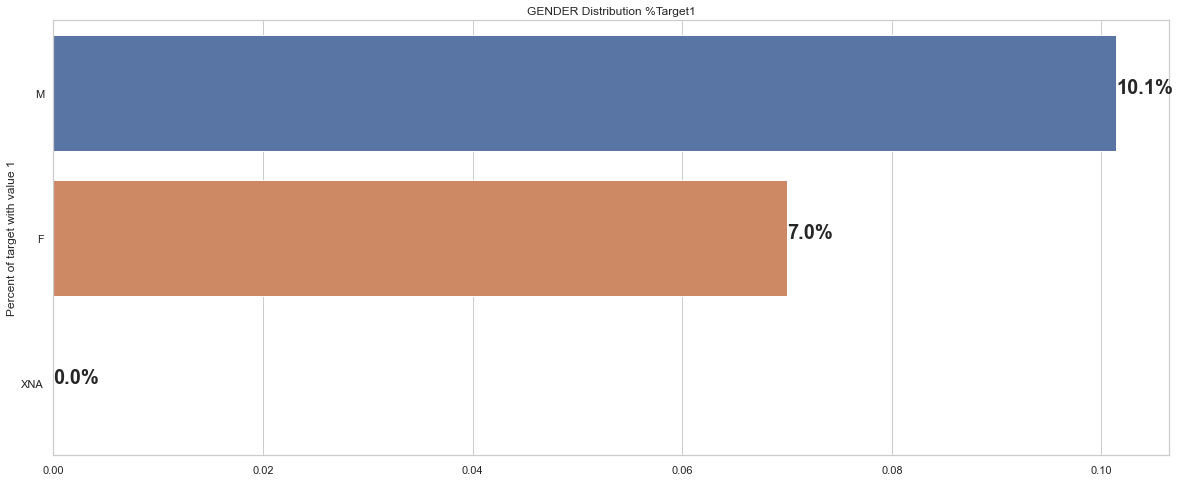 GENDER Distribution %Target1
M
10.1%
Percent of target with value 1
F
7.0%
XNA
0.0%
0.00 0.02 0.04 0.06 0.08 0.10